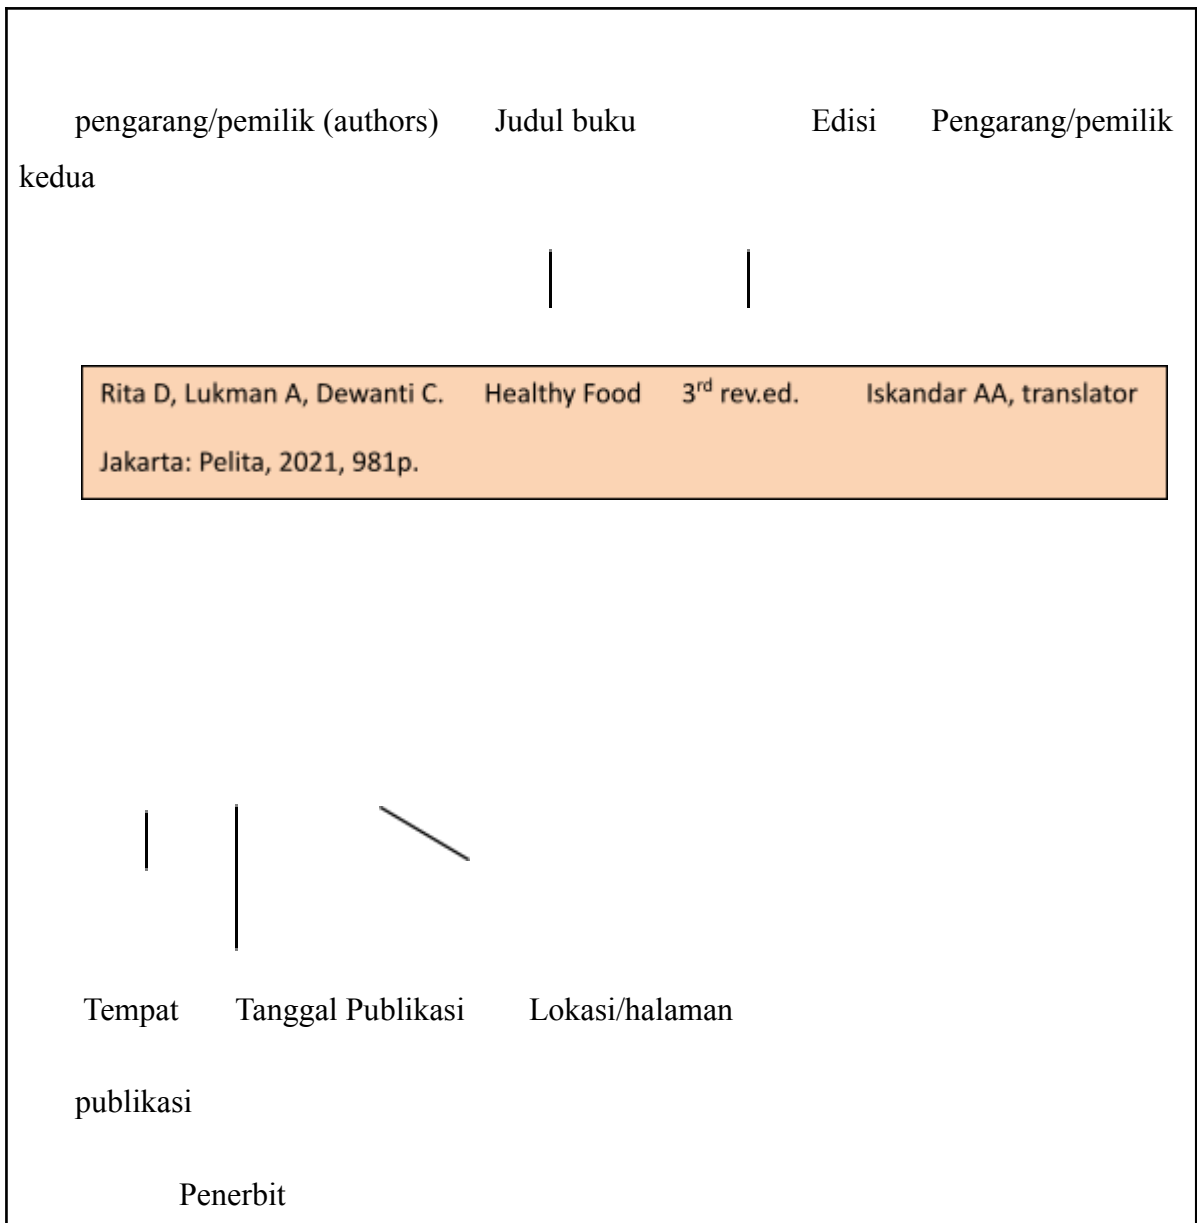 pengarang/pemilik (authors) Judul buku Edisi Pengarang/pemilik
kedua
Rita D, Lukman A, Dewanti C. Healthy Food 3rd rev.ed. Iskandar AA, translator
Jakarta: Pelita, 2021, 981p.
Tempat Tanggal Publikasi Lokasi/halaman
publikasi
Penerbit